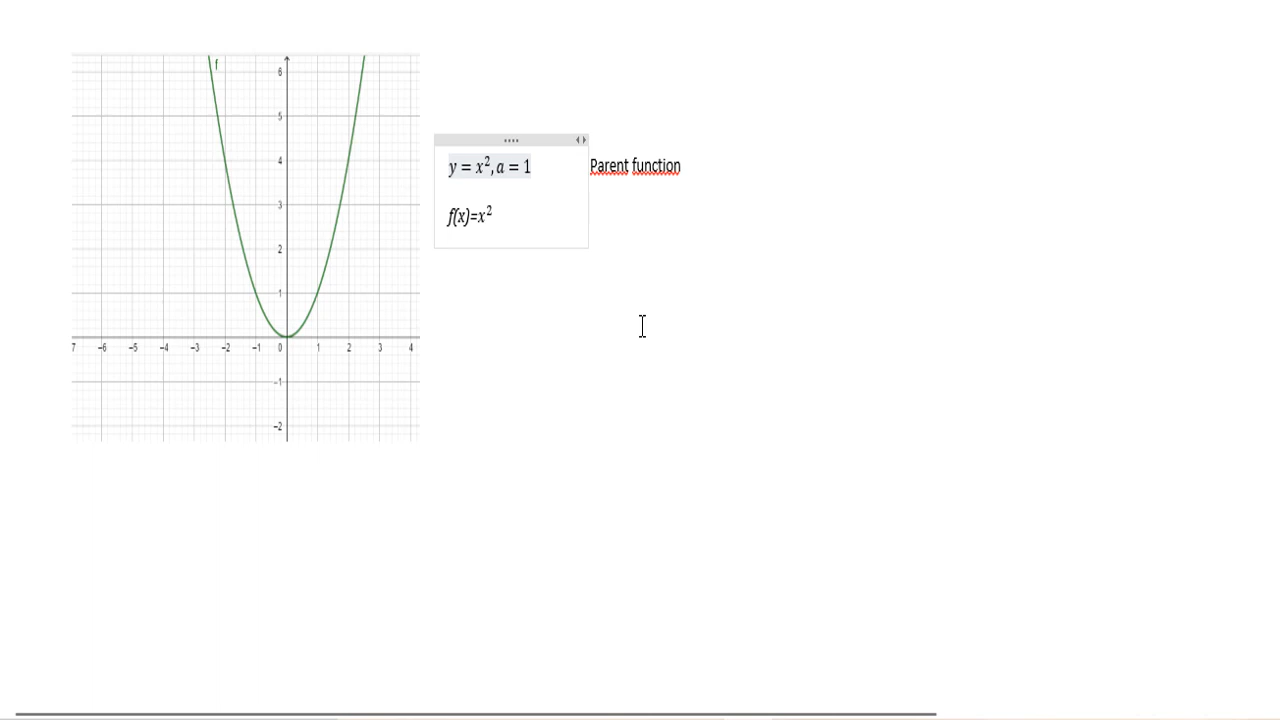 f
6
5
4
3
2
1
7 −6 −5 −4 −3 −2 −1 0 1 2 3 4
−1
−2
y = x², a = 1 Parent function
f(x)=x²